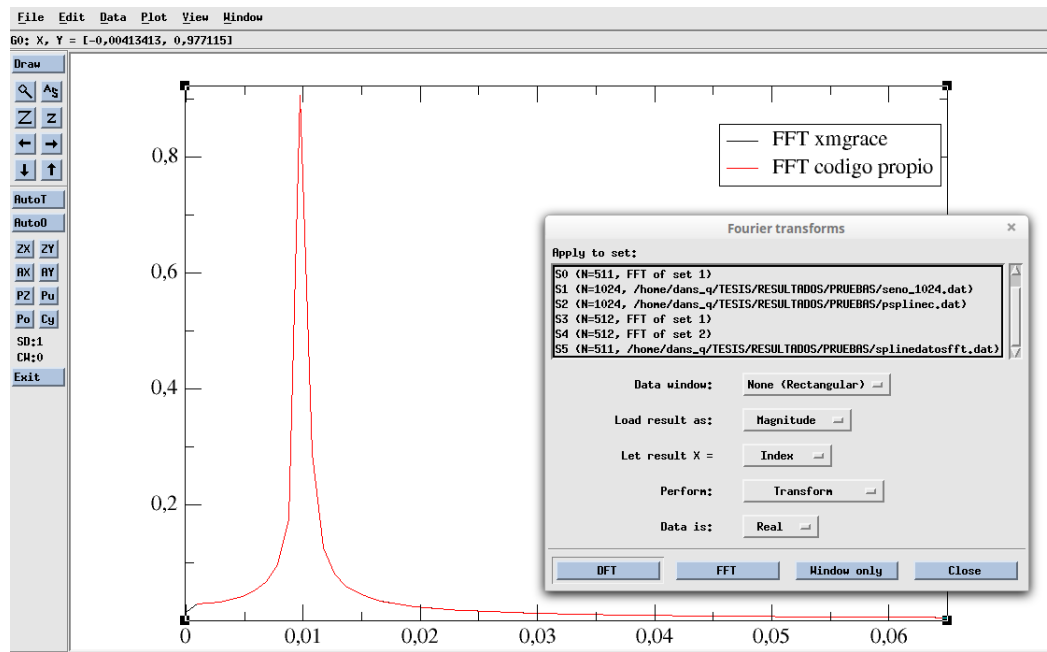 File Edit Data Plot View Window
G0: X, Y = [-0,00413413, 0,977115]
Draw
A S
Z z
AutoT
AutoO
ZX ZY
AX AY
PZ Pu
Po Cy
SD:1
CW:0
Exit
0,8
0,6
0,4
0,2
0 0,01 0,02 0,03 0,04 0,05 0,06
FFT xmgrace
FFT codigo propio
Fourier transforms
Apply to set:
S0 (N=511, FFT of set 1)
S1 (N=1024, /home/dans_q/TESIS/RESULTADOS/PRUEBAS/seno_1024.dat)
S2 (N=1024, /home/dans_q/TESIS/RESULTADOS/PRUEBAS/psplinec.dat)
S3 (N=512, FFT of set 1)
S4 (N=512, FFT of set 2)
S5 (N=511, /home/dans_q/TESIS/RESULTADOS/PRUEBAS/splinedatosfft.dat)
Data window: None (Rectangular)
Load result as: Magnitude
Let result X = Index
Perform: Transform
Data is: Real
DFT FFT Window only Close